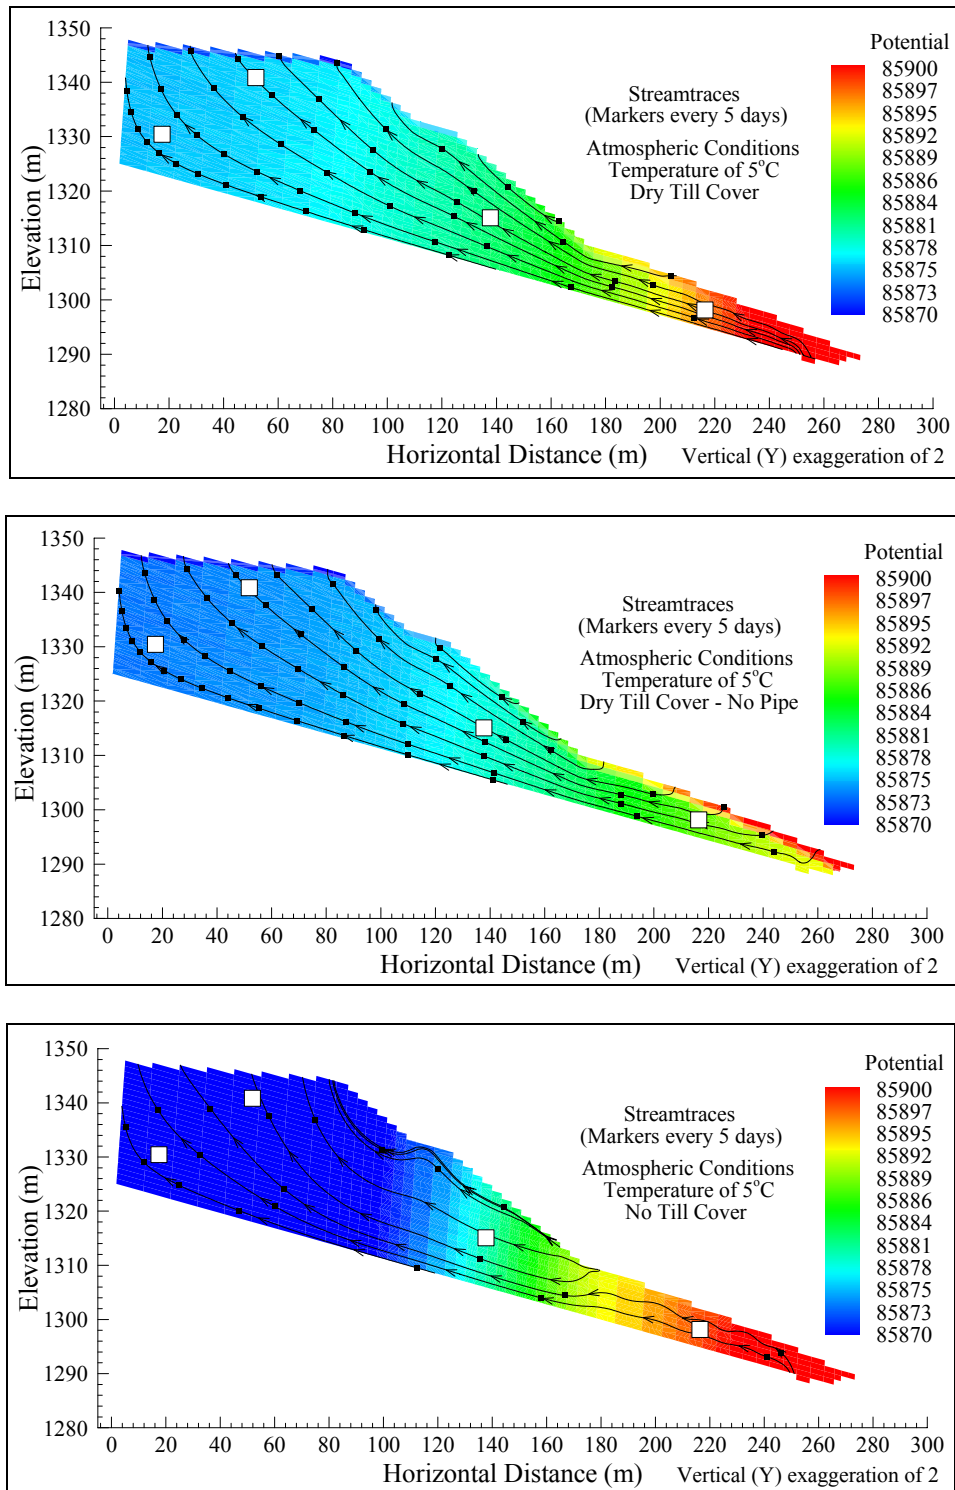 1350
1340
1330
1320
1310
1300
1290
1280
Elevation (m)
0 20 40 60 80 100 120 140 160 180 200 220 240 260 280 300
Horizontal Distance (m)
Vertical (Y) exaggeration of 2
Streamtraces
(Markers every 5 days)
Atmospheric Conditions
Temperature of 5°C
Dry Till Cover
Potential
85900
85897
85895
85892
85889
85886
85884
85881
85878
85875
85873
85870
1350
1340
1330
1320
1310
1300
1290
1280
Elevation (m)
0 20 40 60 80 100 120 140 160 180 200 220 240 260 280 300
Horizontal Distance (m)
Vertical (Y) exaggeration of 2
Streamtraces
(Markers every 5 days)
Atmospheric Conditions
Temperature of 5°C
Dry Till Cover - No Pipe
Potential
85900
85897
85895
85892
85889
85886
85884
85881
85878
85875
85873
85870
1350
1340
1330
1320
1310
1300
1290
1280
Elevation (m)
0 20 40 60 80 100 120 140 160 180 200 220 240 260 280 300
Horizontal Distance (m)
Vertical (Y) exaggeration of 2
Streamtraces
(Markers every 5 days)
Atmospheric Conditions
Temperature of 5°C
No Till Cover
Potential
85900
85897
85895
85892
85889
85886
85884
85881
85878
85875
85873
85870